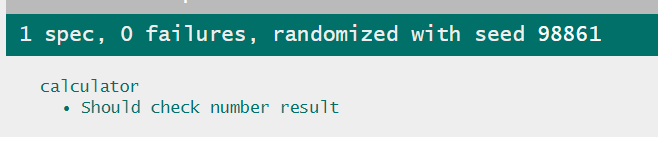 1 spec, 0 failures, randomized with seed 98861
calculator
• Should check number result